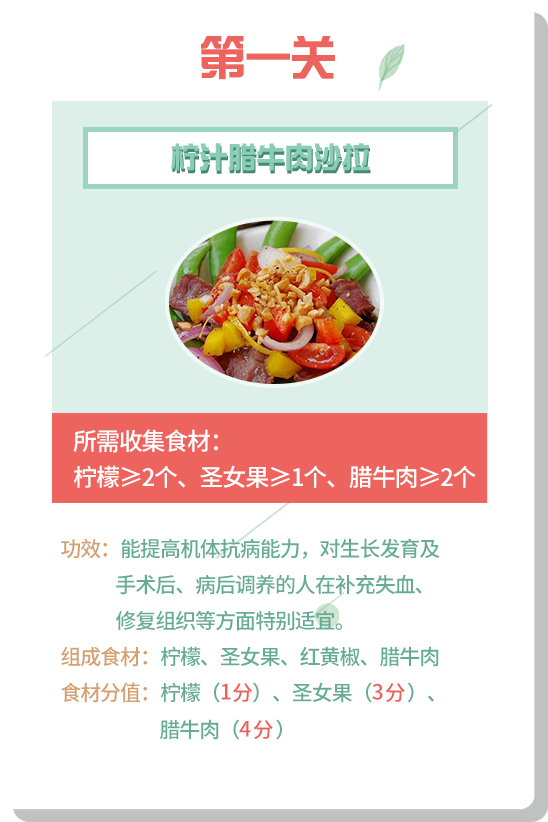 第一关
柠汁腊牛肉沙拉
所需收集食材：
柠檬≥2个、圣女果≥1个、腊牛肉≥2个
功效：能提高机体抗病能力，对生长发育及
手术后、病后调养的人在补充失血、
修复组织等方面特别适宜。
组成食材：柠檬、圣女果、红黄椒、腊牛肉
食材分值：柠檬（1分）、圣女果（3分）、
腊牛肉（4分）